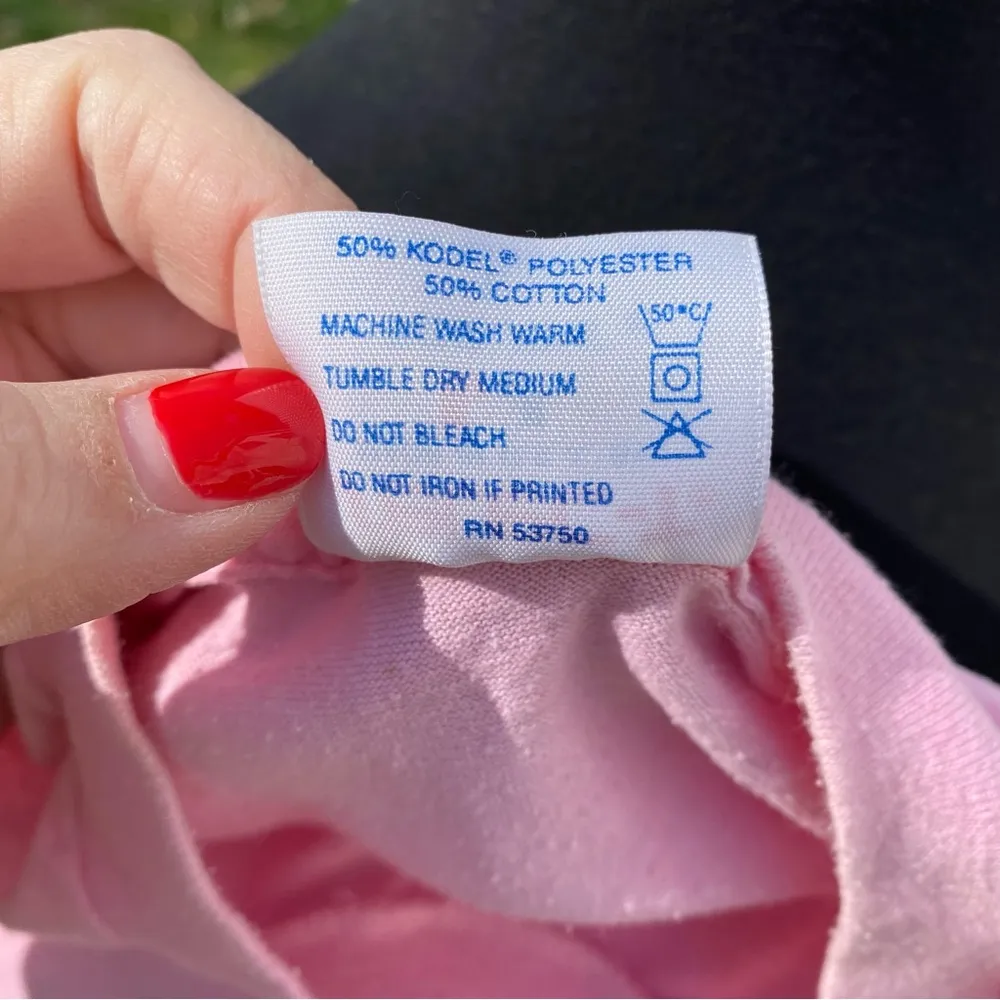 50% KODEL® POLYESTER
50% COTTON
MACHINE WASH WARM
50°C
TUMBLE DRY MEDIUM
DO NOT BLEACH
DO NOT IRON IF PRINTED
RN 53750